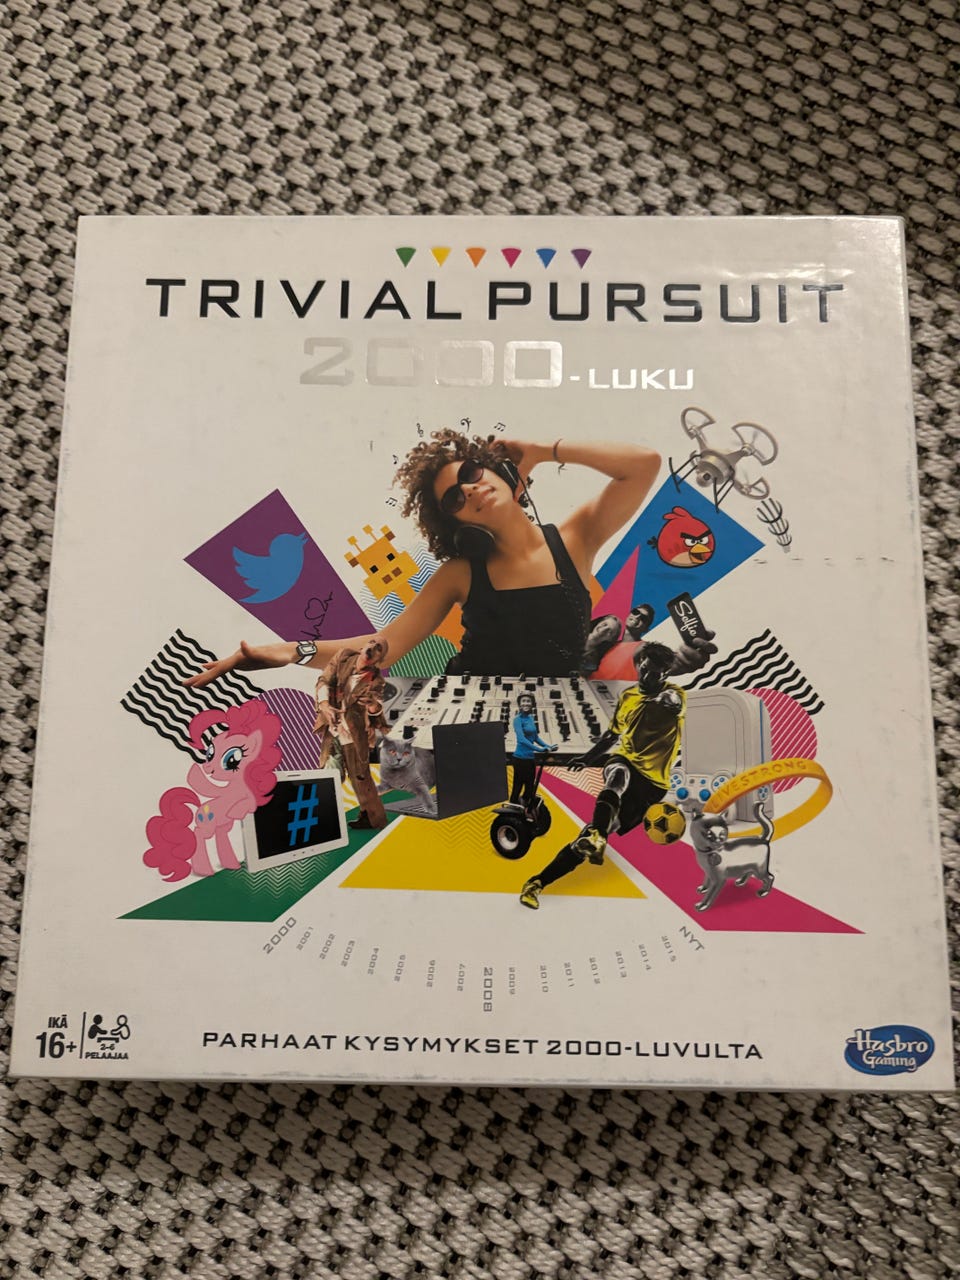 TRIVIAL PURSUIT
2000-LUKU
Selfie
#
LIVESTRONG
2000
2001
2002
2003
2004
2005
2006
2007
2008
2009
2010
2011
2012
2013
2014
2015
NYT
IKÄ
16+
2-6
PELAAJAA
PARHAAT KYSYMYKSET 2000-LUVULTA
Hasbro
Gaming